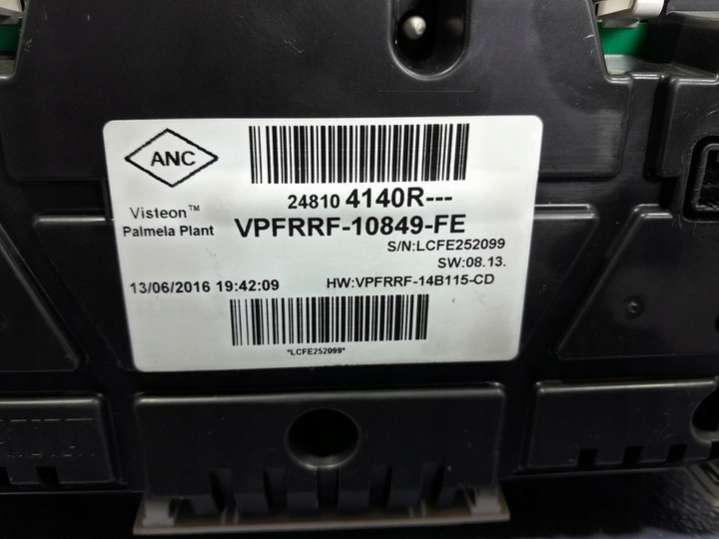 ANC
24810 4140R---
Visteon™
Palmela Plant
VPFRRF-10849-FE
S/N:LCFE252099
SW:08.13.
13/06/2016 19:42:09
HW:VPFRRF-14B115-CD
*LCFE252099*